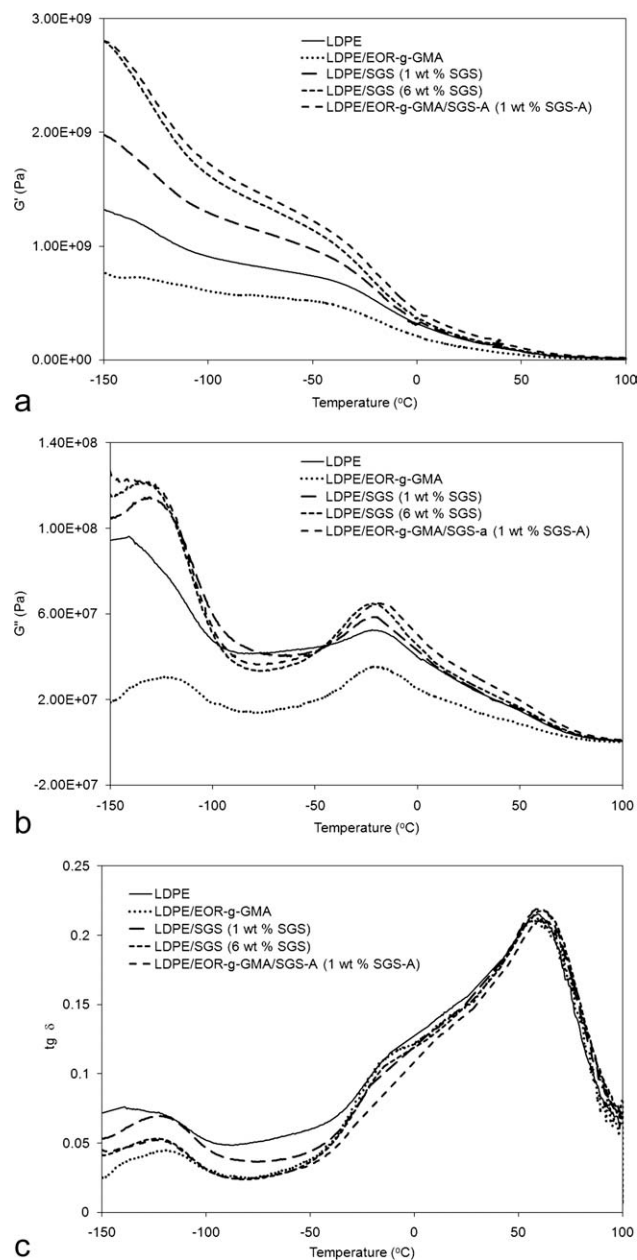 3.00E+09
2.00E+09
1.00E+09
0.00E+00
G' (Pa)
LDPE
LDPE/EOR-g-GMA
LDPE/SGS (1 wt % SGS)
LDPE/SGS (6 wt % SGS)
LDPE/EOR-g-GMA/SGS-A (1 wt % SGS-A)
-150 -100 -50 0 50 100
Temperature (oC)
a
1.40E+08
1.00E+08
6.00E+07
2.00E+07
-2.00E+07
G" (Pa)
LDPE
LDPE/EOR-g-GMA
LDPE/SGS (1 wt % SGS)
LDPE/SGS (6 wt % SGS)
LDPE/EOR-g-GMA/SGS-a (1 wt % SGS-A)
-150 -100 -50 0 50 100
Temperature (oC)
b
0.25
0.2
0.15
0.1
0.05
0
tg δ
LDPE
LDPE/EOR-g-GMA
LDPE/SGS (1 wt % SGS)
LDPE/SGS (6 wt % SGS)
LDPE/EOR-g-GMA/SGS-A (1 wt % SGS-A)
-150 -100 -50 0 50 100
Temperature (oC)
c